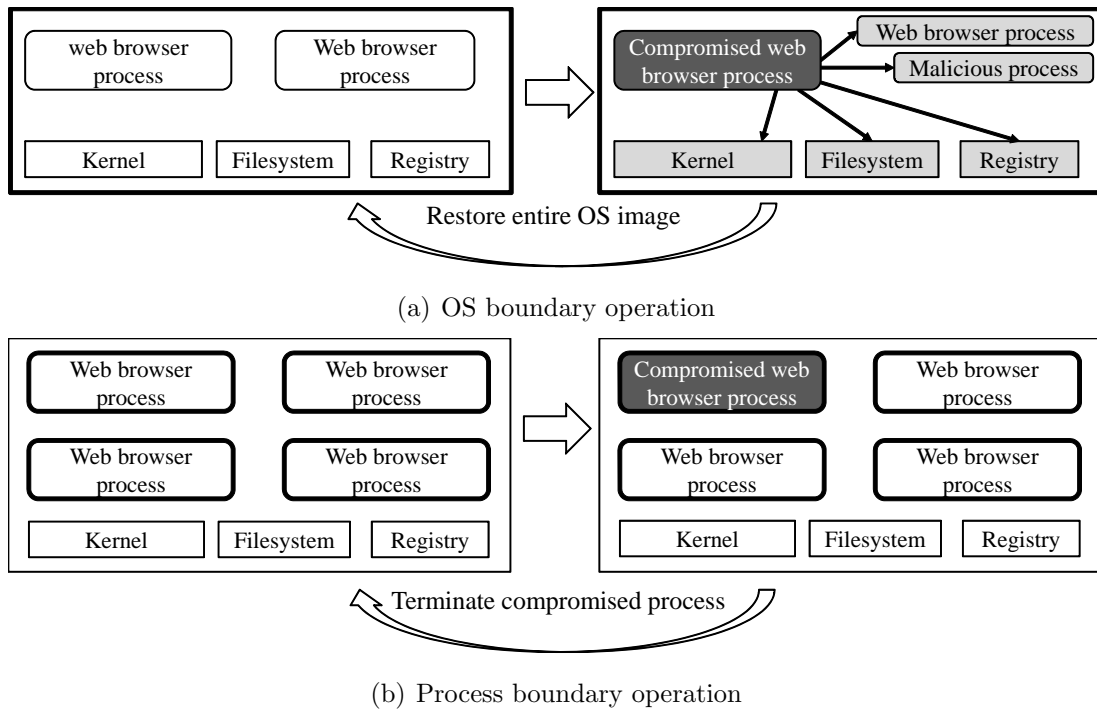 web browser
process
Web browser
process
Kernel
Filesystem
Registry
Compromised web
browser process
Web browser process
Malicious process
Kernel
Filesystem
Registry
Restore entire OS image
(a) OS boundary operation
Web browser
process
Web browser
process
Web browser
process
Web browser
process
Kernel
Filesystem
Registry
Compromised web
browser process
Web browser
process
Web browser
process
Web browser
process
Kernel
Filesystem
Registry
Terminate compromised process
(b) Process boundary operation